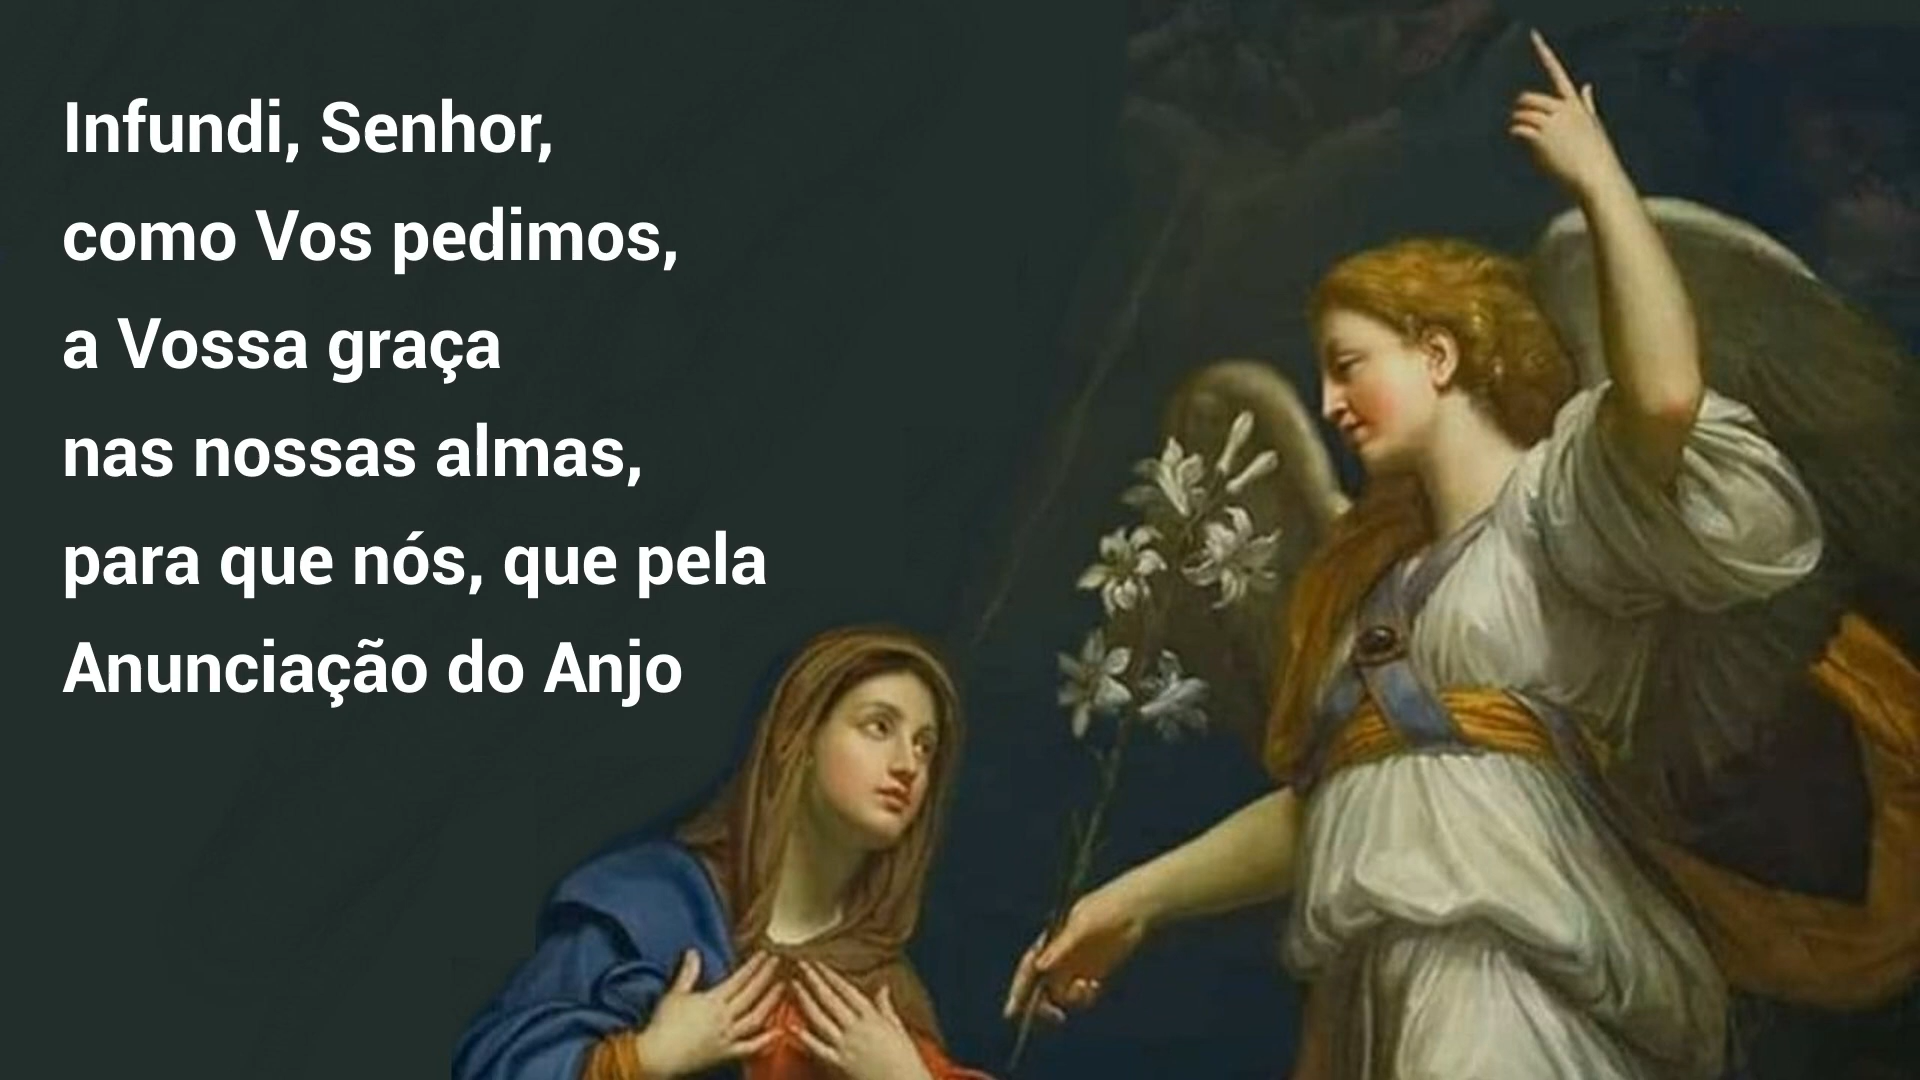 Infundi, Senhor,
como Vos pedimos,
a Vossa graça
nas nossas almas,
para que nós, que pela
Anunciação do Anjo